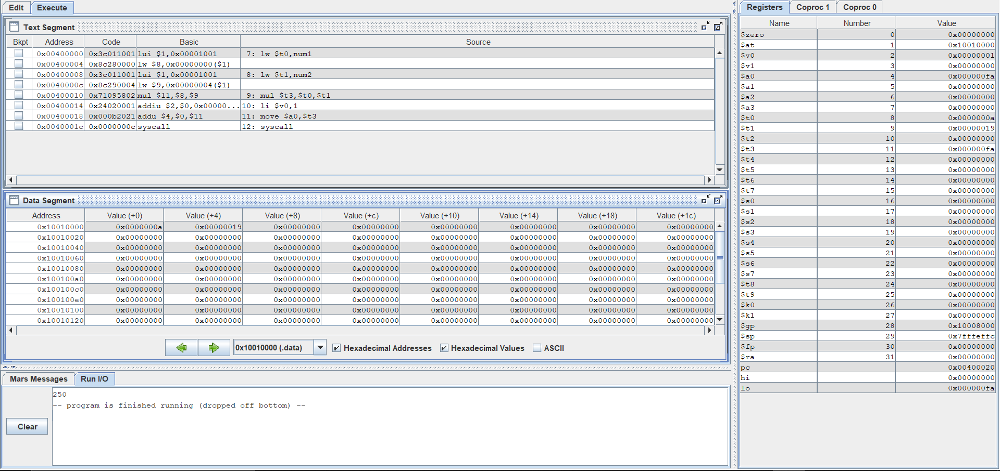 Edit Execute
Text Segment
Bkpt Address Code Basic Source
0x00400000 0x3c011001 lui $1,0x00001001 7: lw $t0,num1
0x00400004 0x8c280000 lw $8,0x00000000($1)
0x00400008 0x3c011001 lui $1,0x00001001 8: lw $t1,num2
0x0040000c 0x8c290004 lw $9,0x00000004($1)
0x00400010 0x71095802 mul $11,$8,$9 9: mul $t3,$t0,$t1
0x00400014 0x24020001 addiu $2,$0,0x00000... 10: li $v0,1
0x00400018 0x000b2021 addu $4,$0,$11 11: move $a0,$t3
0x0040001c 0x0000000c syscall 12: syscall
Data Segment
Address Value (+0) Value (+4) Value (+8) Value (+c) Value (+10) Value (+14) Value (+18) Value (+1c)
0x10010000 0x0000000a 0x00000019 0x00000000 0x00000000 0x00000000 0x00000000 0x00000000 0x00000000
0x10010020 0x00000000 0x00000000 0x00000000 0x00000000 0x00000000 0x00000000 0x00000000 0x00000000
0x10010040 0x00000000 0x00000000 0x00000000 0x00000000 0x00000000 0x00000000 0x00000000 0x00000000
0x10010060 0x00000000 0x00000000 0x00000000 0x00000000 0x00000000 0x00000000 0x00000000 0x00000000
0x10010080 0x00000000 0x00000000 0x00000000 0x00000000 0x00000000 0x00000000 0x00000000 0x00000000
0x100100a0 0x00000000 0x00000000 0x00000000 0x00000000 0x00000000 0x00000000 0x00000000 0x00000000
0x100100c0 0x00000000 0x00000000 0x00000000 0x00000000 0x00000000 0x00000000 0x00000000 0x00000000
0x100100e0 0x00000000 0x00000000 0x00000000 0x00000000 0x00000000 0x00000000 0x00000000 0x00000000
0x10010100 0x00000000 0x00000000 0x00000000 0x00000000 0x00000000 0x00000000 0x00000000 0x00000000
0x10010120 0x00000000 0x00000000 0x00000000 0x00000000 0x00000000 0x00000000 0x00000000 0x00000000
0x10010000 (.data) Hexadecimal Addresses Hexadecimal Values ASCII
Mars Messages Run I/O
250
-- program is finished running (dropped off bottom) --
Clear
Registers Coproc 1 Coproc 0
Name Number Value
$zero 0 0x00000000
$at 1 0x10010000
$v0 2 0x00000001
$v1 3 0x00000000
$a0 4 0x000000fa
$a1 5 0x00000000
$a2 6 0x00000000
$a3 7 0x00000000
$t0 8 0x0000000a
$t1 9 0x00000019
$t2 10 0x00000000
$t3 11 0x000000fa
$t4 12 0x00000000
$t5 13 0x00000000
$t6 14 0x00000000
$t7 15 0x00000000
$s0 16 0x00000000
$s1 17 0x00000000
$s2 18 0x00000000
$s3 19 0x00000000
$s4 20 0x00000000
$s5 21 0x00000000
$s6 22 0x00000000
$s7 23 0x00000000
$t8 24 0x00000000
$t9 25 0x00000000
$k0 26 0x00000000
$k1 27 0x00000000
$gp 28 0x10008000
$sp 29 0x7fffeffc
$fp 30 0x00000000
$ra 31 0x00000000
pc 0x00400020
hi 0x00000000
lo 0x000000fa